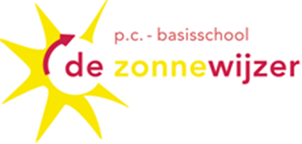 p.c. - basisschool
de zonnewijzer